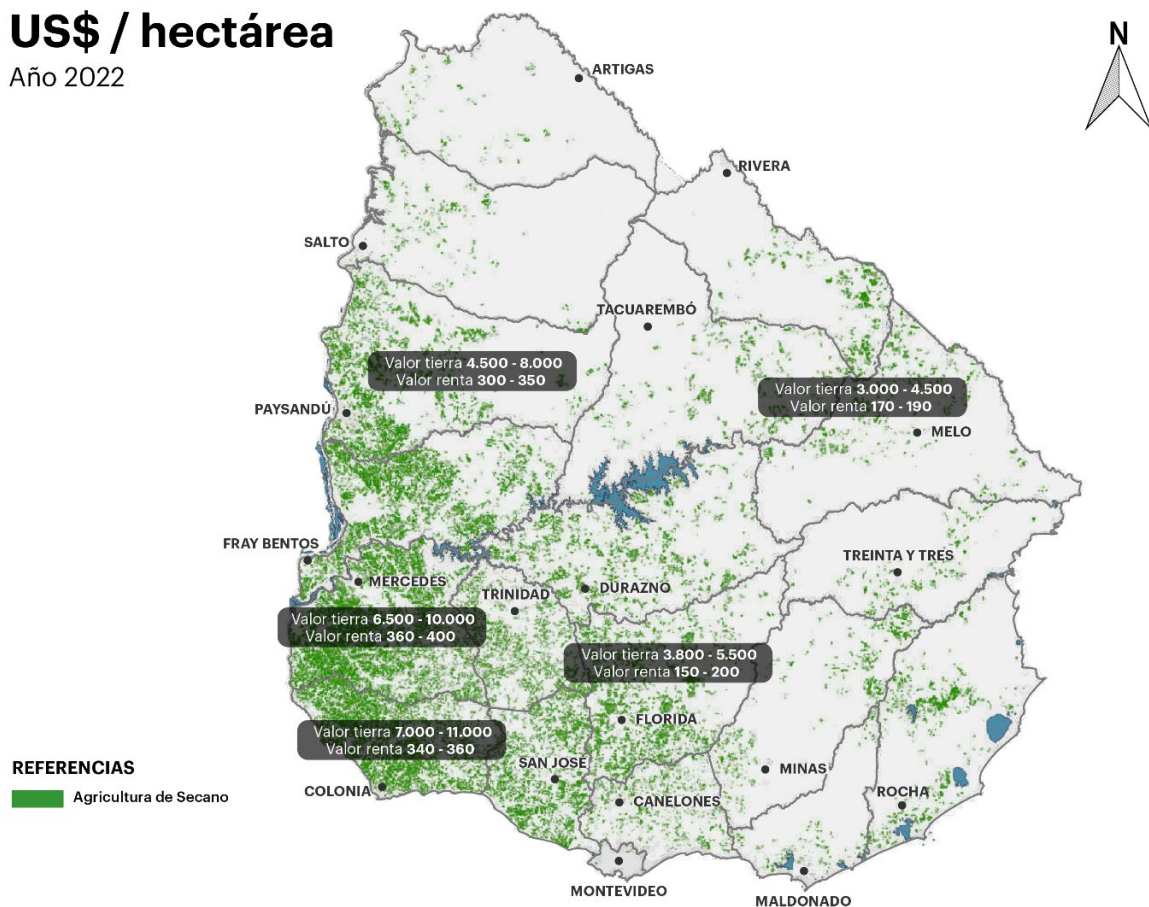 US$ / hectárea
Año 2022
N
ARTIGAS
RIVERA
SALTO
TACUAREMBÓ
Valor tierra 4.500 - 8.000
Valor renta 300 - 350
Valor tierra 3.000 - 4.500
Valor renta 170 - 190
PAYSANDÚ
MELO
FRAY BENTOS
TREINTA Y TRES
MERCEDES
TRINIDAD
DURAZNO
Valor tierra 6.500 - 10.000
Valor renta 360 - 400
Valor tierra 3.800 - 5.500
Valor renta 150 - 200
FLORIDA
Valor tierra 7.000 - 11.000
Valor renta 340 - 360
SAN JOSÉ
MINAS
REFERENCIAS
Agricultura de Secano
COLONIA
CANELONES
ROCHA
MONTEVIDEO
MALDONADO